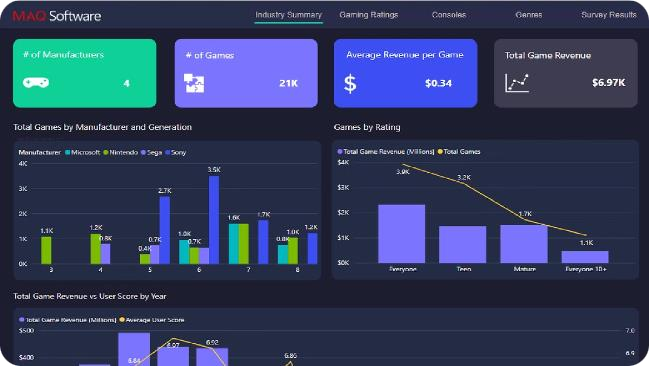 MAQ Software
Industry Summary Gaming Ratings Consoles Genres Survey Results
# of Manufacturers
4
# of Games
21K
Average Revenue per Game
$ $0.34
Total Game Revenue
$6.97K
Total Games by Manufacturer and Generation
Manufacturer Microsoft Nintendo Sega Sony
4K
3K
2K
1K
0K
1.1K
1.2K
0.8K
0.4K
0.7K
2.7K
1.0K
0.7K
3.5K
1.6K
1.7K
0.8K
1.0K
1.2K
3 4 5 6 7 8
Games by Rating
Total Game Revenue (Millions) Total Games
$4K
$3K
$2K
$1K
$0K
3.9K
3.2K
1.7K
1.1K
Everyone Teen Mature Everyone 10+
Total Game Revenue vs User Score by Year
Total Game Revenue (Millions) Average User Score
$500
$400
6.84
6.97
6.92
6.86
7.0
6.9